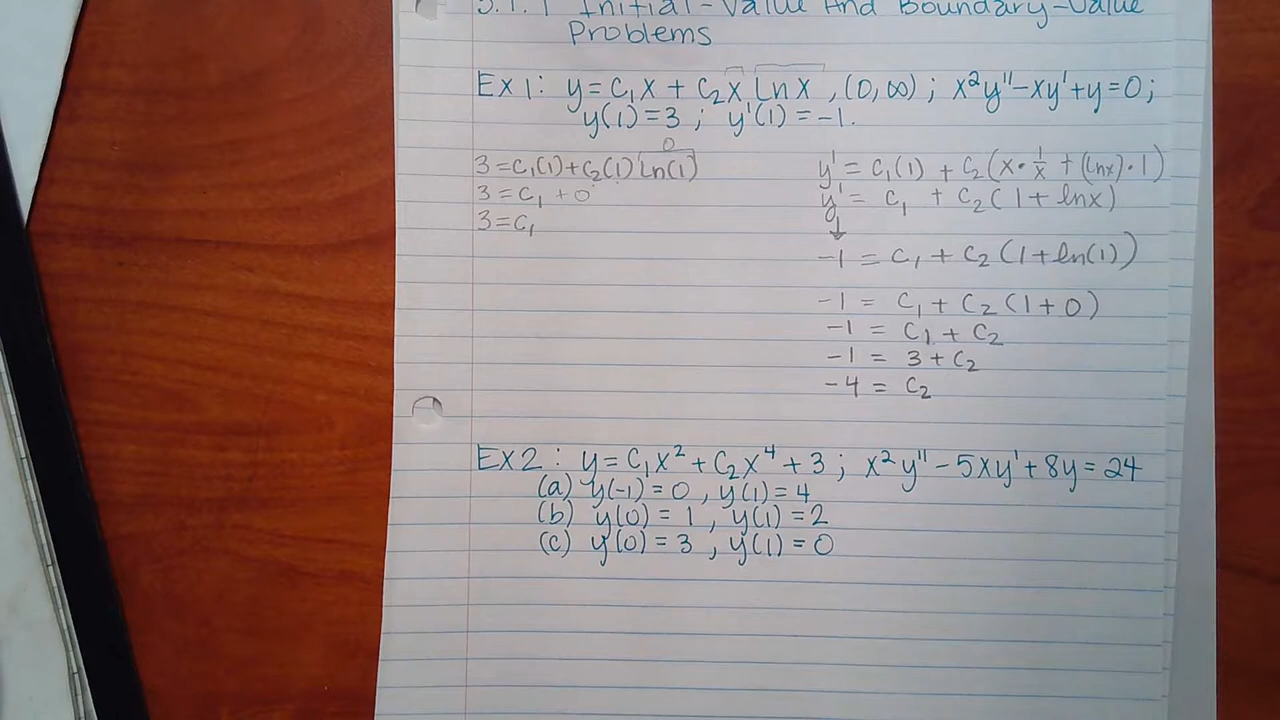 5.1.1 Initial-Value And Boundary-Value
Problems
Ex 1: y = c₁x + c₂x ln x, (0, ∞); x²y'' - xy' + y = 0;
y(1) = 3; y'(1) = -1.
0
3 = c₁(1) + c₂(1) ln(1)
3 = c₁ + 0
3 = c₁
y' = c₁(1) + c₂(x · 1/x + (ln x) · 1)
y' = c₁ + c₂(1 + ln x)
↓
-1 = c₁ + c₂(1 + ln(1))
-1 = c₁ + c₂(1 + 0)
-1 = c₁ + c₂
-1 = 3 + c₂
-4 = c₂
Ex 2: y = c₁x² + c₂x⁴ + 3; x²y'' - 5xy' + 8y = 24
(a) y(-1) = 0, y(1) = 4
(b) y(0) = 1, y(1) = 2
(c) y(0) = 3, y(1) = 0